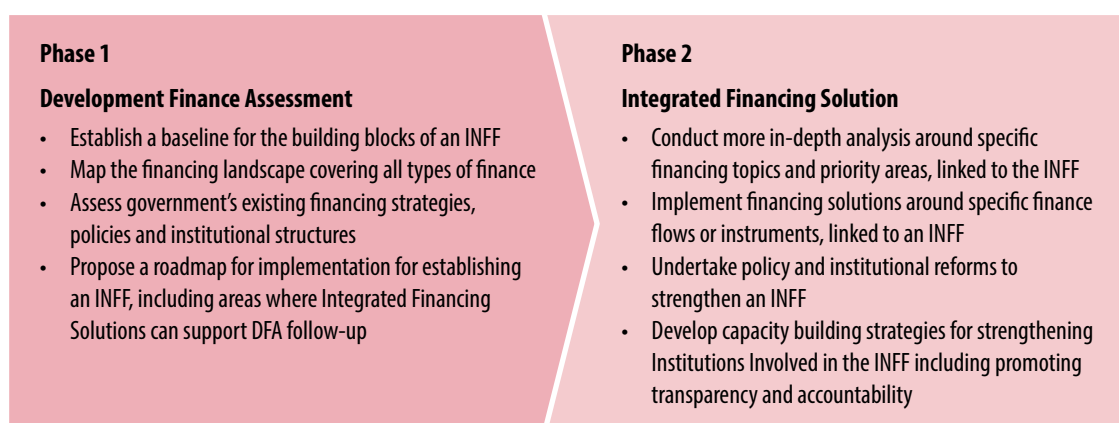 Phase 1
Development Finance Assessment
• Establish a baseline for the building blocks of an INFF
• Map the financing landscape covering all types of finance
• Assess government's existing financing strategies,
policies and institutional structures
• Propose a roadmap for implementation for establishing
an INFF, including areas where Integrated Financing
Solutions can support DFA follow-up
Phase 2
Integrated Financing Solution
• Conduct more in-depth analysis around specific
financing topics and priority areas, linked to the INFF
• Implement financing solutions around specific finance
flows or instruments, linked to an INFF
• Undertake policy and institutional reforms to
strengthen an INFF
• Develop capacity building strategies for strengthening
Institutions Involved in the INFF including promoting
transparency and accountability